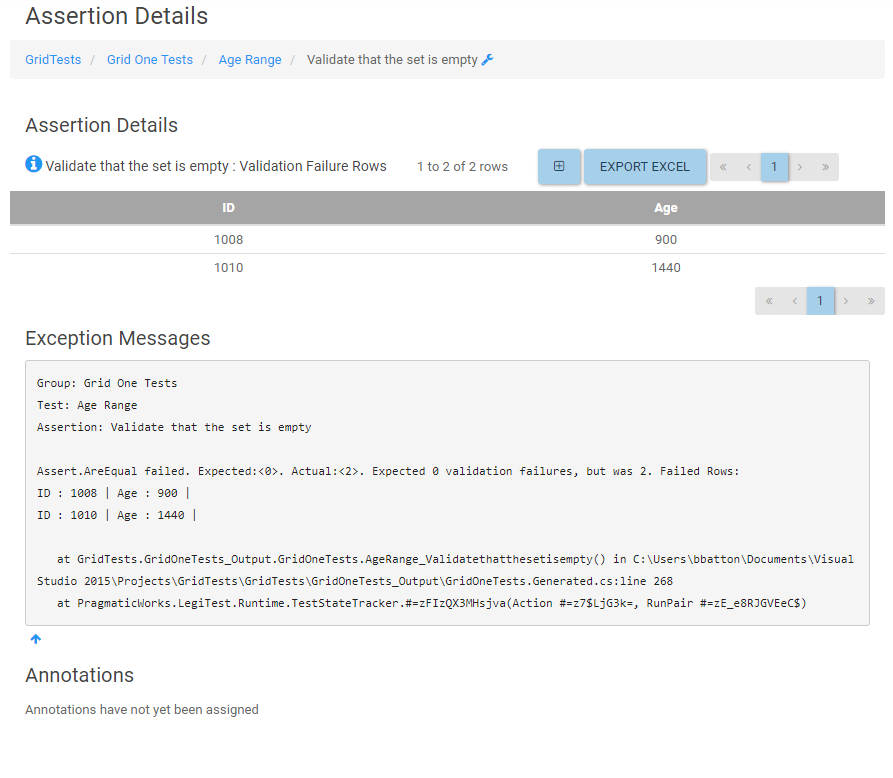 Assertion Details
GridTests / Grid One Tests / Age Range / Validate that the set is empty
Assertion Details
Validate that the set is empty : Validation Failure Rows 1 to 2 of 2 rows EXPORT EXCEL « ‹ 1 › »
ID Age
1008 900
1010 1440
« ‹ 1 › »
Exception Messages
Group: Grid One Tests
Test: Age Range
Assertion: Validate that the set is empty
Assert.AreEqual failed. Expected:<0>. Actual:<2>. Expected 0 validation failures, but was 2. Failed Rows:
ID : 1008 | Age : 900 |
ID : 1010 | Age : 1440 |
at GridTests.GridOneTests_Output.GridOneTests.AgeRange_Validatethatthesetisempty() in C:\Users\bbatton\Documents\Visual
Studio 2015\Projects\GridTests\GridTests\GridOneTests_Output\GridOneTests.Generated.cs:line 268
at PragmaticWorks.LegiTest.Runtime.TestStateTracker.#=zFIzQX3MHsjva(Action #=z7$LjG3k=, RunPair #=zE_e8RJGVEeC$)
Annotations
Annotations have not yet been assigned